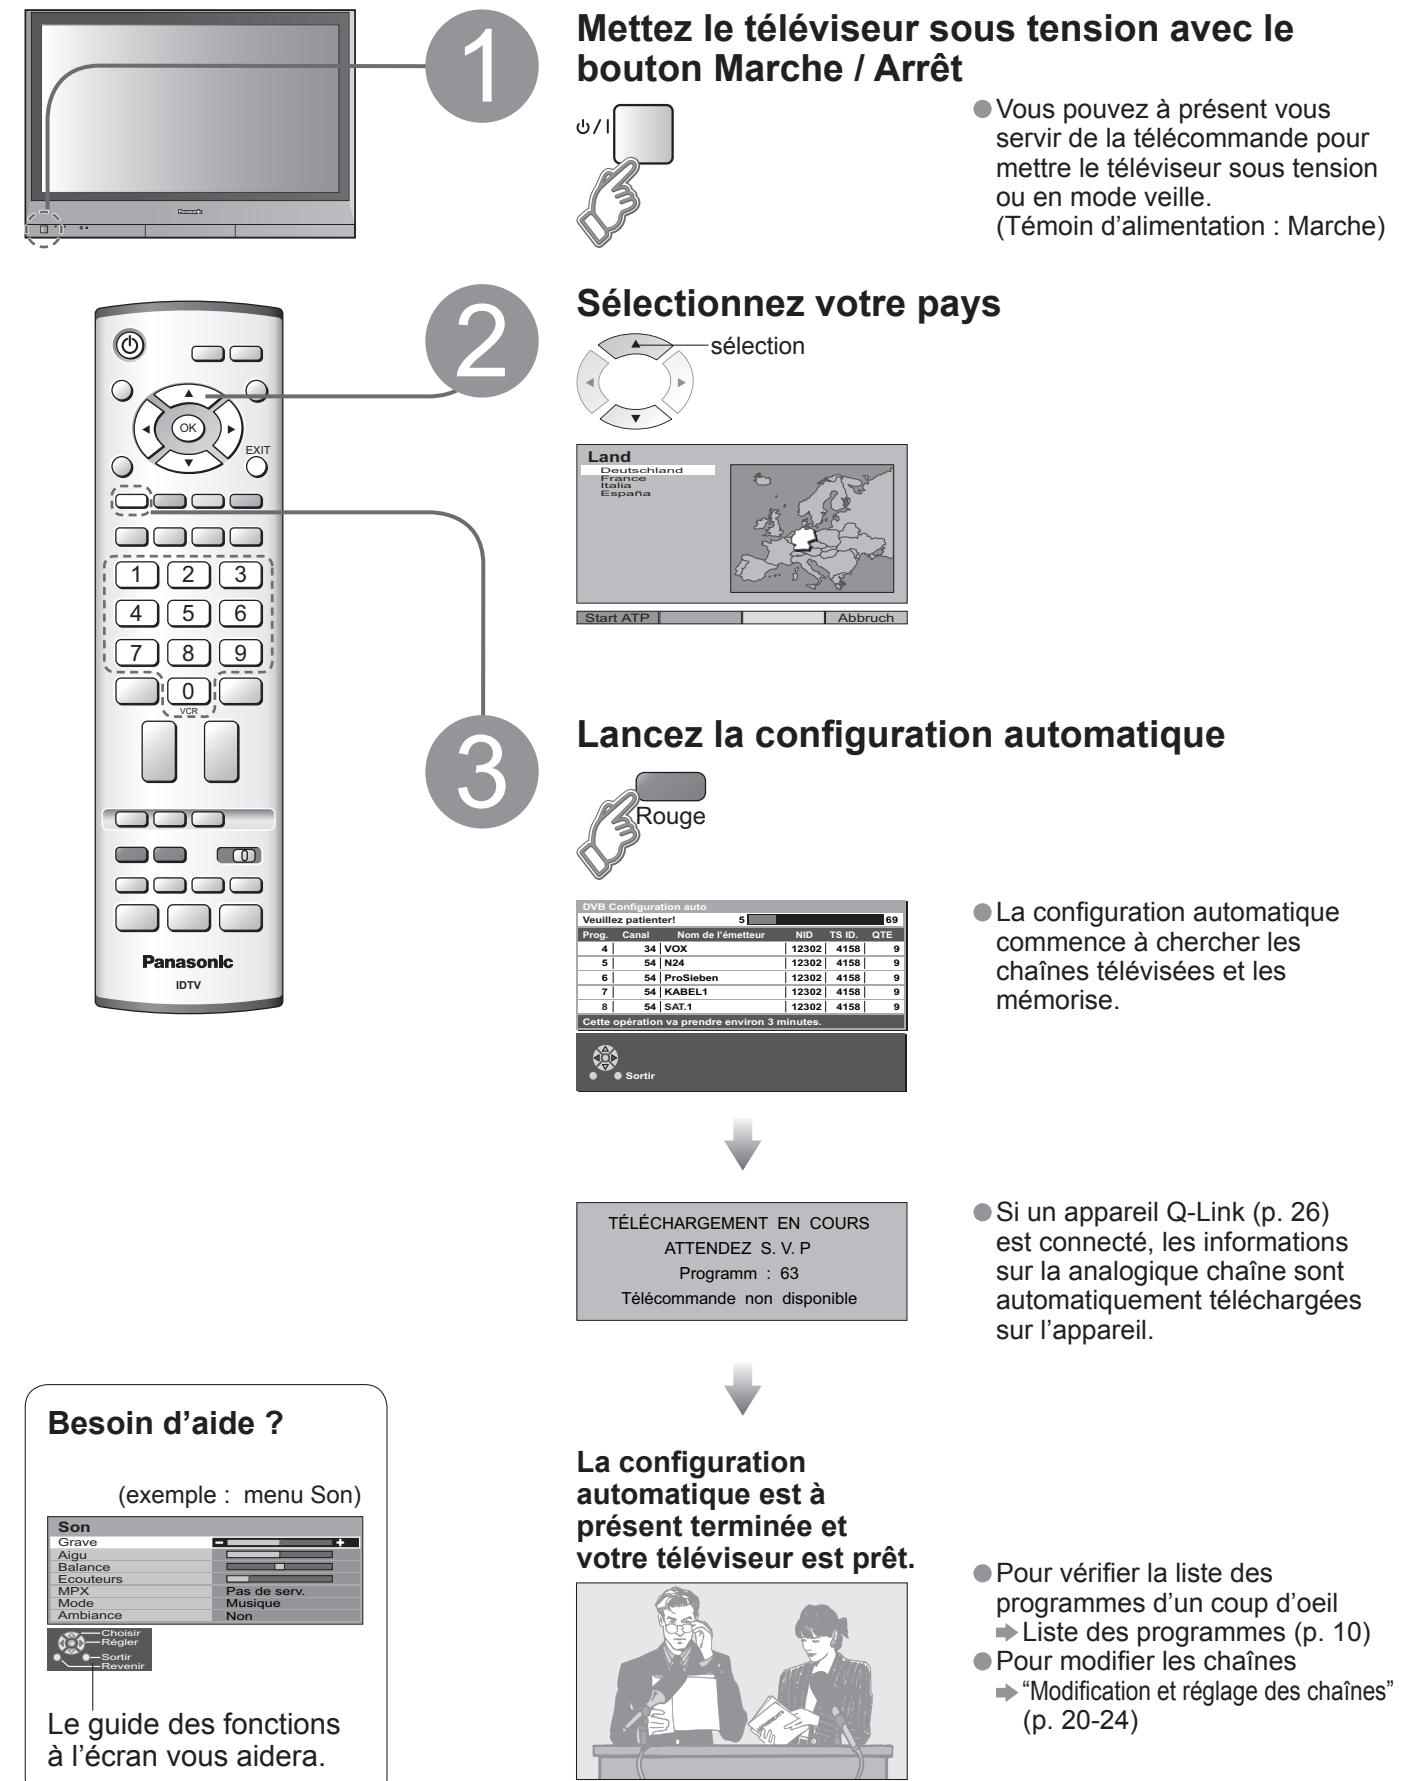 1
Mettez le téléviseur sous tension avec le
bouton Marche / Arrêt
Panasonic
⏻/I
● Vous pouvez à présent vous
servir de la télécommande pour
mettre le téléviseur sous tension
ou en mode veille.
(Témoin d’alimentation : Marche)
2
Sélectionnez votre pays
sélection
OK
EXIT
1 2 3
4 5 6
7 8 9
0
VCR
Panasonic
IDTV
Land
Deutschland
France
Italia
España
Start ATP Abbruch
3
Lancez la configuration automatique
Rouge
DVB Configuration auto
Veuillez patienter! 5 69
Prog. Canal Nom de l'émetteur NID TS ID. QTE
4 34 VOX 12302 4158 9
5 54 N24 12302 4158 9
6 54 ProSieben 12302 4158 9
7 54 KABEL1 12302 4158 9
8 54 SAT.1 12302 4158 9
Cette opération va prendre environ 3 minutes.
Sortir
● La configuration automatique
commence à chercher les
chaînes télévisées et les
mémorise.
TÉLÉCHARGEMENT EN COURS
ATTENDEZ S. V. P
Programm : 63
Télécommande non disponible
● Si un appareil Q-Link (p. 26)
est connecté, les informations
sur la analogique chaîne sont
automatiquement téléchargées
sur l’appareil.
La configuration
automatique est à
présent terminée et
votre téléviseur est prêt.
● Pour vérifier la liste des
programmes d’un coup d’oeil
➡ Liste des programmes (p. 10)
● Pour modifier les chaînes
➡ “Modification et réglage des chaînes”
(p. 20-24)
Besoin d’aide ?
(exemple : menu Son)
Son
Grave - +
Aigu
Balance
Ecouteurs
MPX Pas de serv.
Mode Musique
Ambiance Non
Choisir
Régler
Sortir
Revenir
Le guide des fonctions
à l’écran vous aidera.